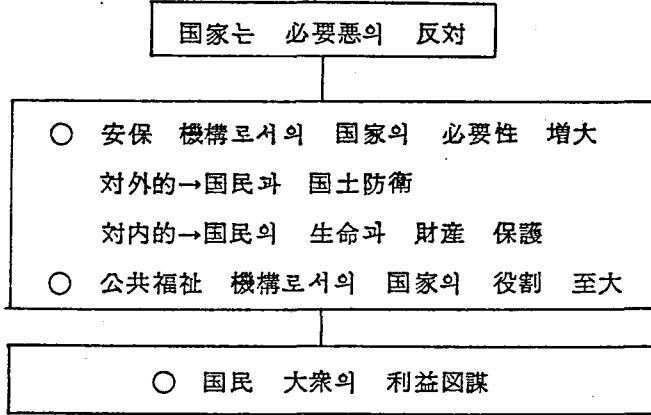 国家는 必要悪의 反対
○ 安保 機構로서의 国家의 必要性 増大
対外的→国民과 国土防衛
対内的→国民의 生命과 財産 保護
○ 公共福祉 機構로서의 国家의 役割 至大
○ 国民 大衆의 利益図謀